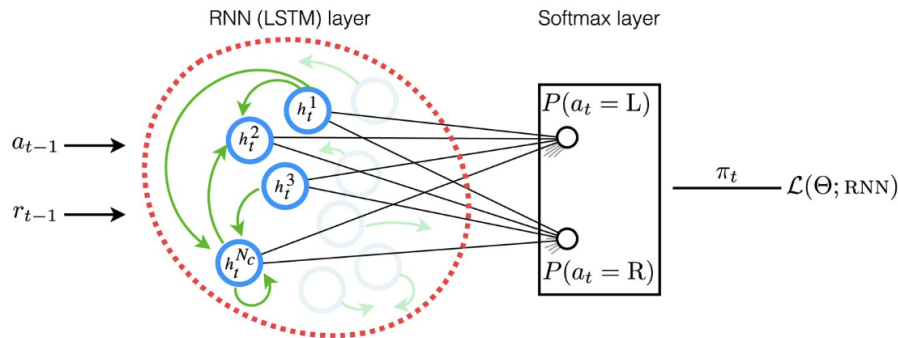 RNN (LSTM) layer
Softmax layer
a_{t-1}
r_{t-1}
h_t^1
h_t^2
h_t^3
h_t^{N_c}
P(a_t = L)
P(a_t = R)
π_t
ℒ(Θ; RNN)